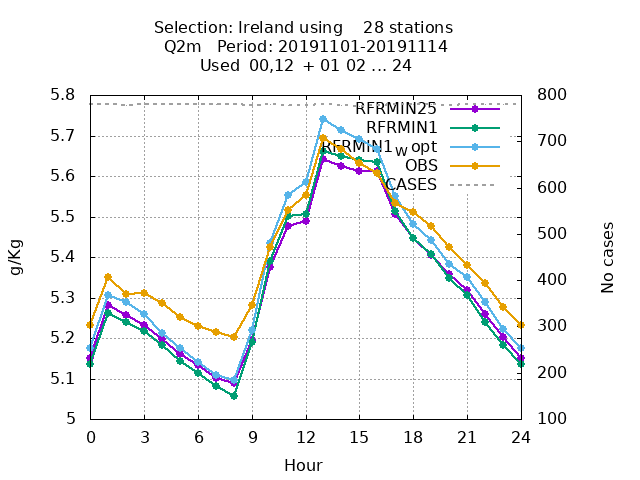 Selection: Ireland using 28 stations
Q2m Period: 20191101-20191114
Used 00,12 + 01 02 ... 24
5.8
5.7
5.6
5.5
5.4
5.3
5.2
5.1
5
g/Kg
RFRMIN25
RFRMIN1
RFRMIN1wopt
OBS
CASES
800
700
600
500
400
300
200
100
No cases
0 3 6 9 12 15 18 21 24
Hour